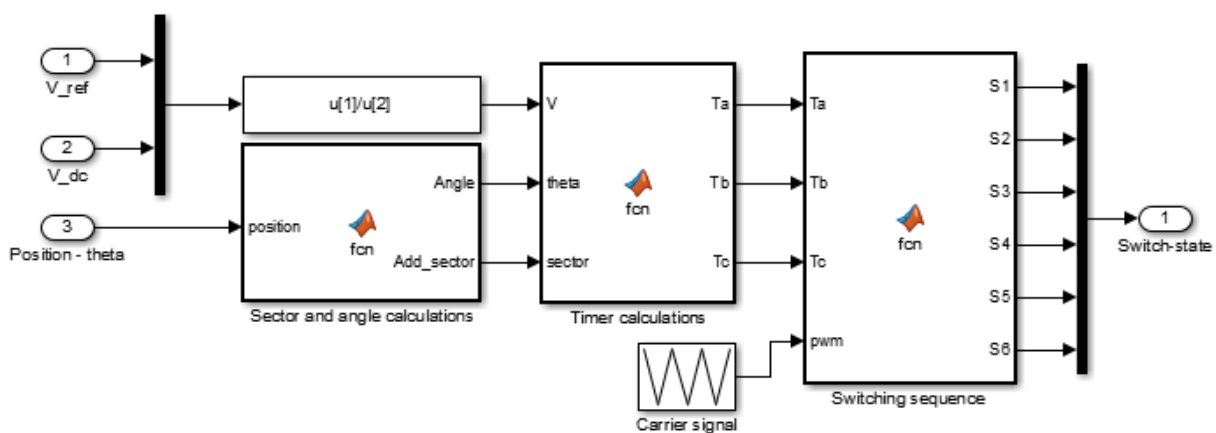 1
V_ref
2
V_dc
3
Position - theta
u[1]/u[2]
position
fcn
Angle
Add_sector
Sector and angle calculations
V
theta
sector
fcn
Ta
Tb
Tc
Timer calculations
Carrier signal
Ta
Tb
Tc
pwm
fcn
S1
S2
S3
S4
S5
S6
Switching sequence
1
Switch-state